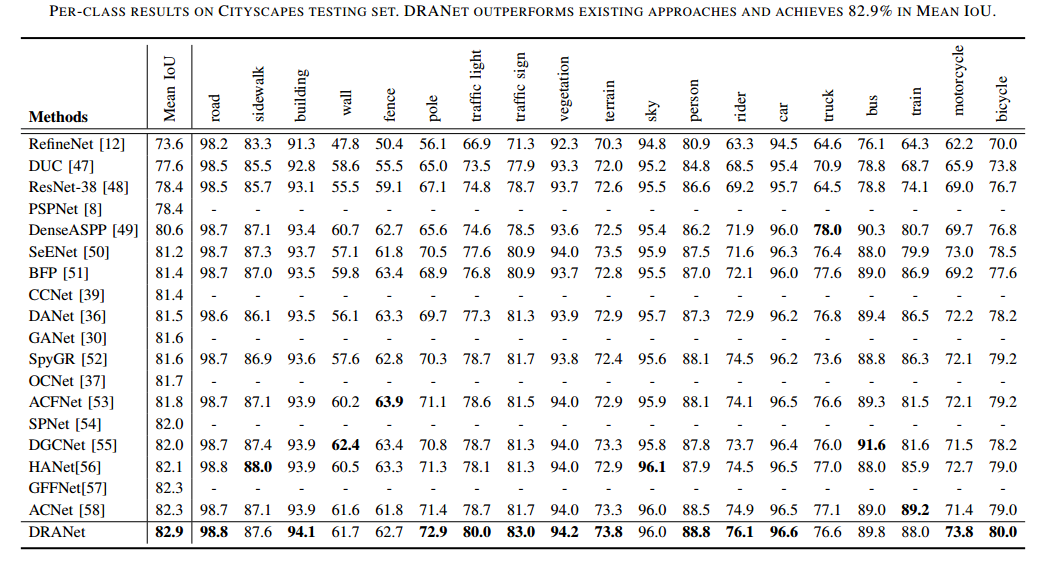 PER-CLASS RESULTS ON CITYSCAPES TESTING SET. DRANET OUTPERFORMS EXISTING APPROACHES AND ACHIEVES 82.9% IN MEAN IOU.
Methods Mean IoU road sidewalk building wall fence pole traffic light traffic sign vegetation terrain sky person rider car truck bus train motorcycle bicycle
RefineNet [12] 73.6 98.2 83.3 91.3 47.8 50.4 56.1 66.9 71.3 92.3 70.3 94.8 80.9 63.3 94.5 64.6 76.1 64.3 62.2 70.0
DUC [47] 77.6 98.5 85.5 92.8 58.6 55.5 65.0 73.5 77.9 93.3 72.0 95.2 84.8 68.5 95.4 70.9 78.8 68.7 65.9 73.8
ResNet-38 [48] 78.4 98.5 85.7 93.1 55.5 59.1 67.1 74.8 78.7 93.7 72.6 95.5 86.6 69.2 95.7 64.5 78.8 74.1 69.0 76.7
PSPNet [8] 78.4 - - - - - - - - - - - - - - - - - - -
DenseASPP [49] 80.6 98.7 87.1 93.4 60.7 62.7 65.6 74.6 78.5 93.6 72.5 95.4 86.2 71.9 96.0 78.0 90.3 80.7 69.7 76.8
SeENet [50] 81.2 98.7 87.3 93.7 57.1 61.8 70.5 77.6 80.9 94.0 73.5 95.9 87.5 71.6 96.3 76.4 88.0 79.9 73.0 78.5
BFP [51] 81.4 98.7 87.0 93.5 59.8 63.4 68.9 76.8 80.9 93.7 72.8 95.5 87.0 72.1 96.0 77.6 89.0 86.9 69.2 77.6
CCNet [39] 81.4 - - - - - - - - - - - - - - - - - - -
DANet [36] 81.5 98.6 86.1 93.5 56.1 63.3 69.7 77.3 81.3 93.9 72.9 95.7 87.3 72.9 96.2 76.8 89.4 86.5 72.2 78.2
GANet [30] 81.6 - - - - - - - - - - - - - - - - - - -
SpyGR [52] 81.6 98.7 86.9 93.6 57.6 62.8 70.3 78.7 81.7 93.8 72.4 95.6 88.1 74.5 96.2 73.6 88.8 86.3 72.1 79.2
OCNet [37] 81.7 - - - - - - - - - - - - - - - - - - -
ACFNet [53] 81.8 98.7 87.1 93.9 60.2 63.9 71.1 78.6 81.5 94.0 72.9 95.9 88.1 74.1 96.5 76.6 89.3 81.5 72.1 79.2
SPNet [54] 82.0 - - - - - - - - - - - - - - - - - - -
DGCNet [55] 82.0 98.7 87.4 93.9 62.4 63.4 70.8 78.7 81.3 94.0 73.3 95.8 87.8 73.7 96.4 76.0 91.6 81.6 71.5 78.2
HANet[56] 82.1 98.8 88.0 93.9 60.5 63.3 71.3 78.1 81.3 94.0 72.9 96.1 87.9 74.5 96.5 77.0 88.0 85.9 72.7 79.0
GFFNet[57] 82.3 - - - - - - - - - - - - - - - - - - -
ACNet [58] 82.3 98.7 87.1 93.9 61.6 61.8 71.4 78.7 81.7 94.0 73.3 96.0 88.5 74.9 96.5 77.1 89.0 89.2 71.4 79.0
DRANet 82.9 98.8 87.6 94.1 61.7 62.7 72.9 80.0 83.0 94.2 73.8 96.0 88.8 76.1 96.6 76.6 89.8 88.0 73.8 80.0